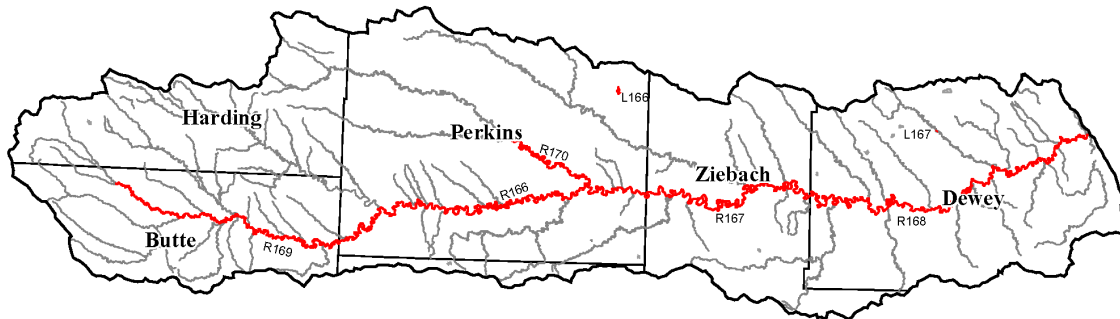 L166
Harding
Perkins
L167
R170
Ziebach
R166
Dewey
R167
R168
Butte
R169